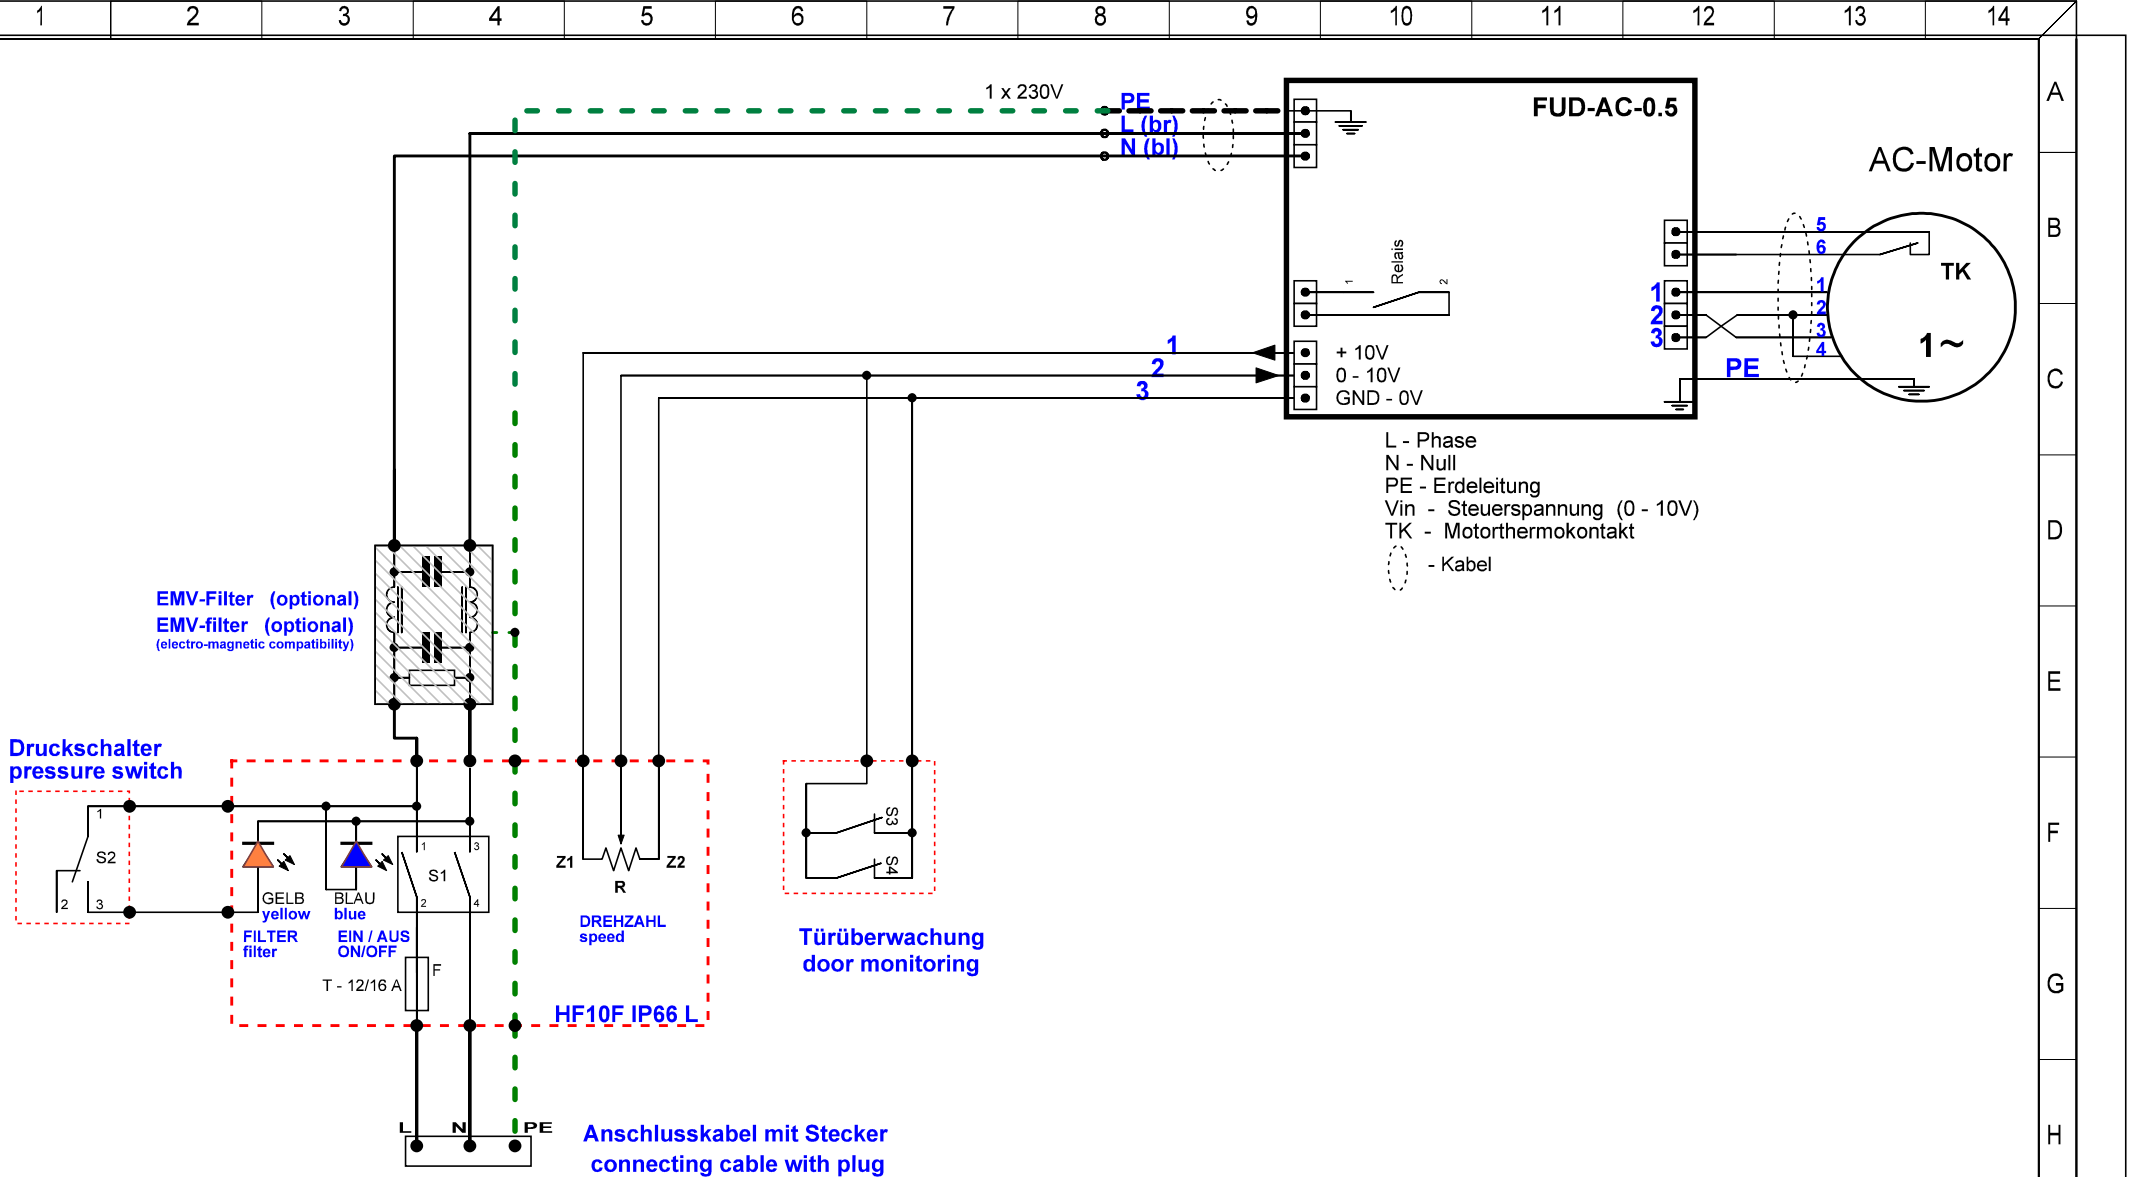 1 2 3 4 5 6 7 8 9 10 11 12 13 14
A
B
C
D
E
F
G
H
1 x 230V
PE
L (br)
N (bl)
FUD-AC-0.5
AC-Motor
5
6
TK
1
2
3
4
1~
1
2
3
PE
Relais
1
2
1
2
3
+ 10V
0 - 10V
GND - 0V
L - Phase
N - Null
PE - Erdeleitung
Vin - Steuerspannung (0 - 10V)
TK - Motorthermokontakt
- Kabel
EMV-Filter (optional)
EMV-filter (optional)
(electro-magnetic compatibility)
Druckschalter
pressure switch
1
S2
2
3
GELB
yellow
FILTER
filter
BLAU
blue
EIN / AUS
ON/OFF
1
3
S1
2
4
F
T - 12/16 A
Z1
Z2
R
DREHZAHL
speed
HF10F IP66 L
S3
S4
Türüberwachung
door monitoring
L
N
PE
Anschlusskabel mit Stecker
connecting cable with plug